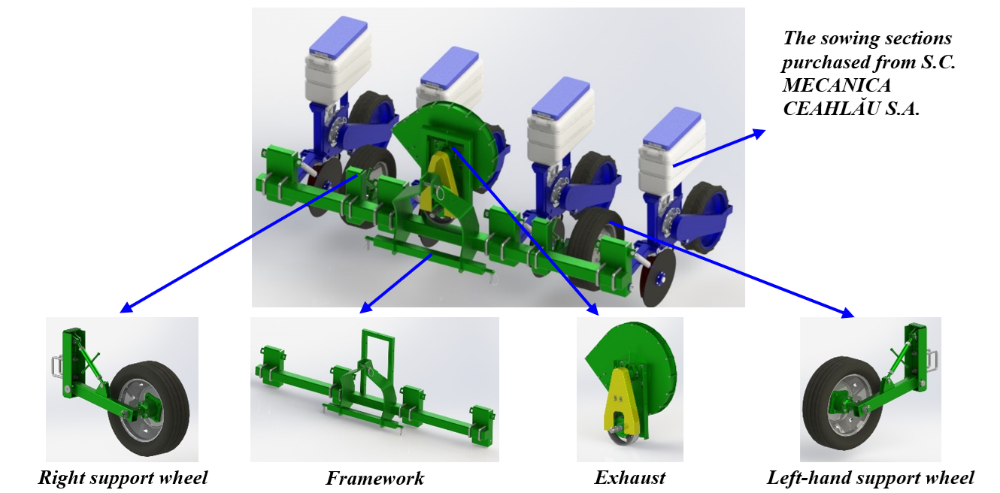 The sowing sections
purchased from S.C.
MECANICA
CEAHLĂU S.A.
Right support wheel
Framework
Exhaust
Left-hand support wheel